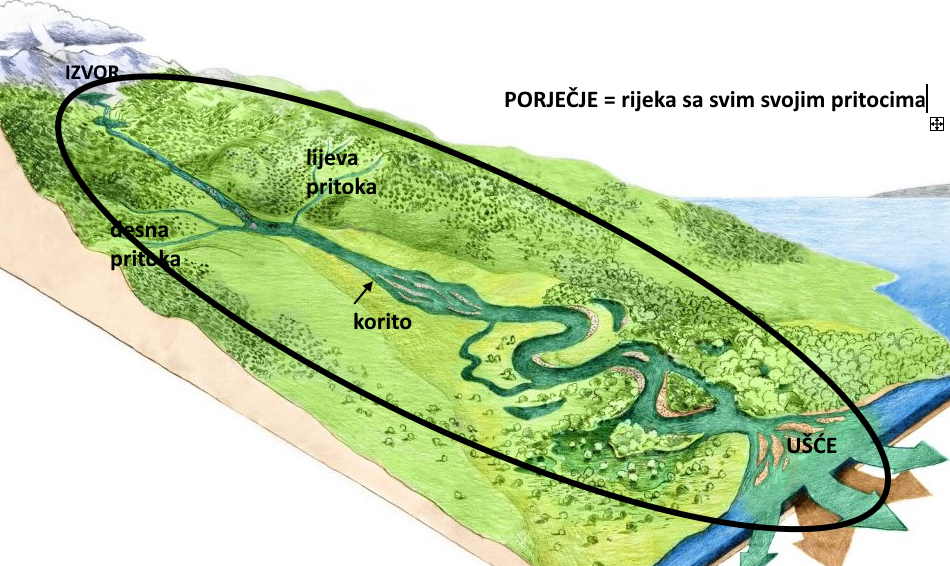 IZVOR
PORJEČJE = rijeka sa svim svojim pritocima
lijeva
pritoka
desna
pritoka
korito
UŠĆE